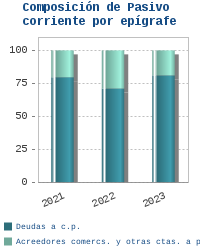 Composición de Pasivo
corriente por epígrafe
100
75
50
25
0
2021
2022
2023
Deudas a c.p.
Acreedores comercs. y otras ctas. a p